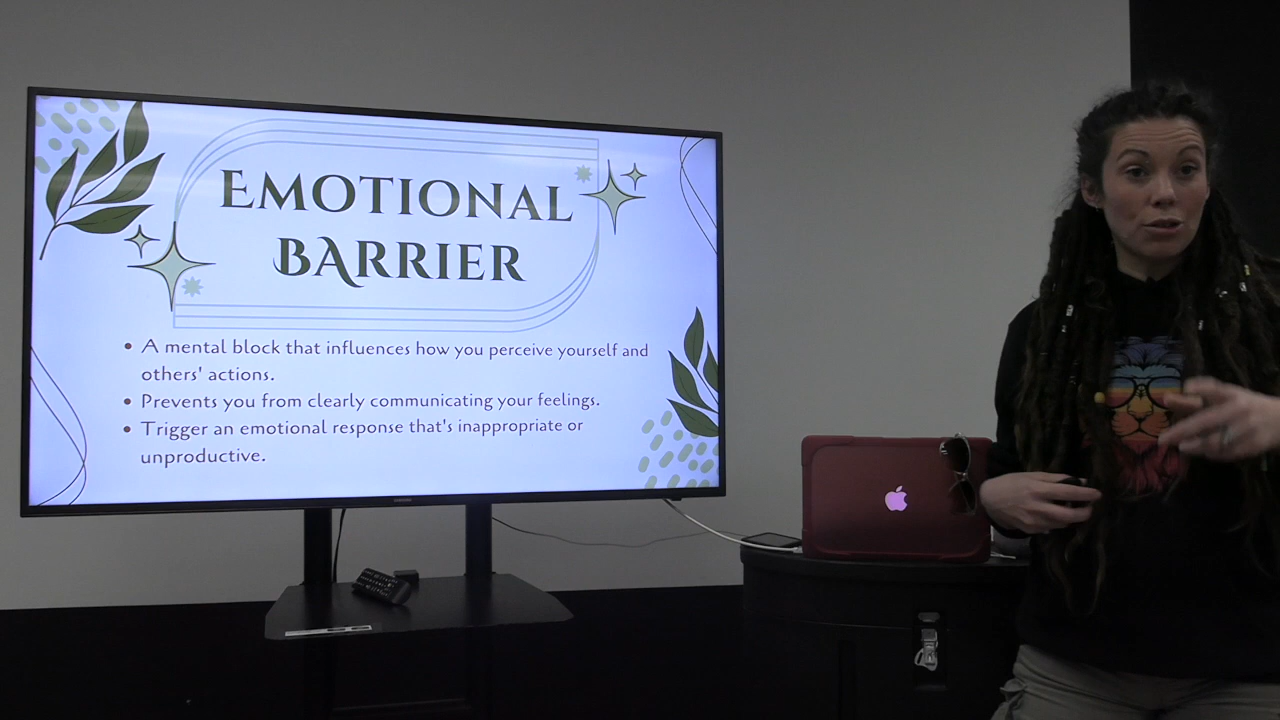 EMOTIONAL
BARRIER
• A mental block that influences how you perceive yourself and
others' actions.
• Prevents you from clearly communicating your feelings.
• Trigger an emotional response that's inappropriate or
unproductive.
SAMSUNG